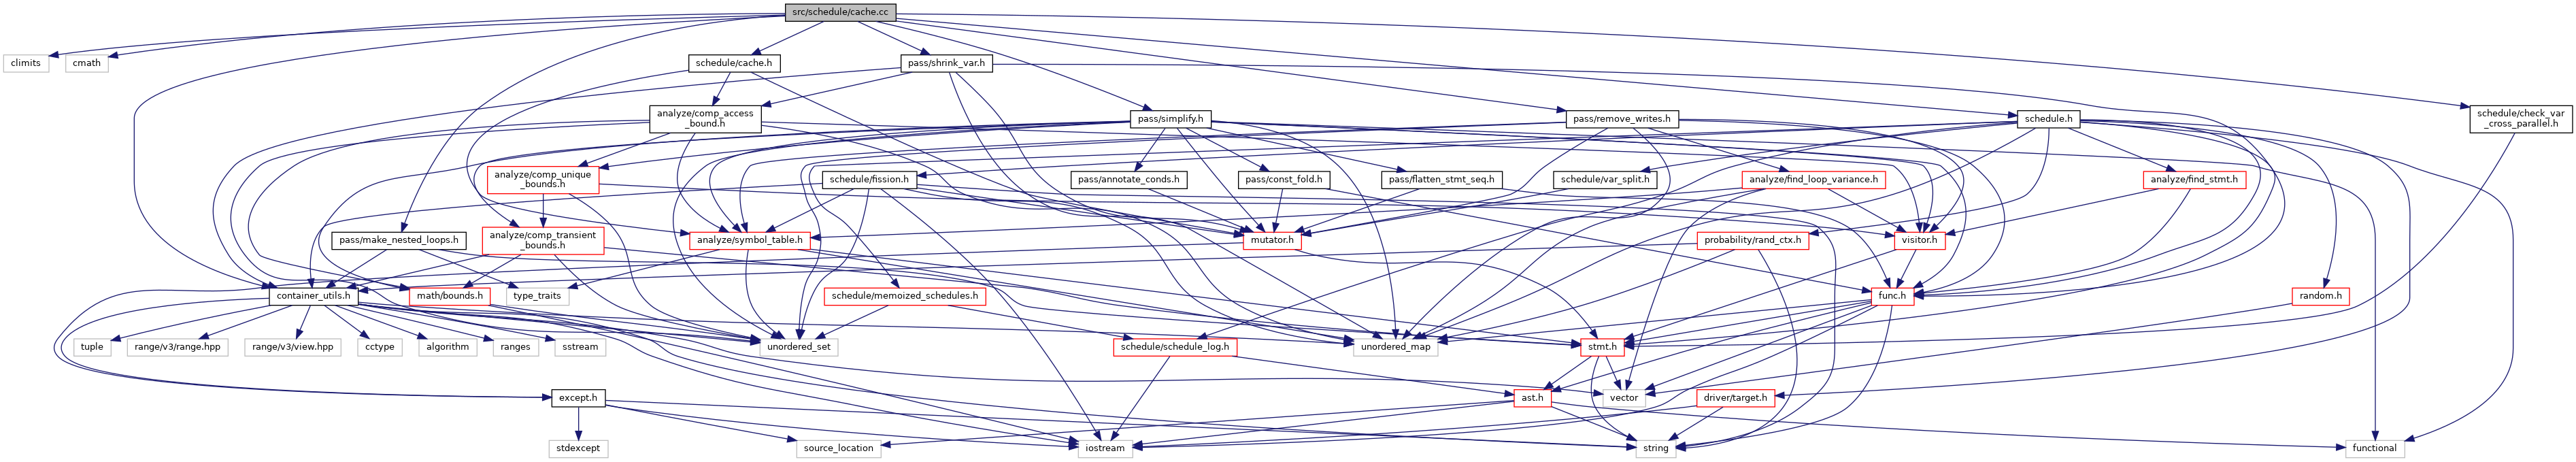 src/schedule/cache.cc
climits
cmath
schedule/cache.h
pass/shrink_var.h
analyze/comp_access
_bound.h
pass/simplify.h
pass/remove_writes.h
schedule.h
schedule/check_var
_cross_parallel.h
analyze/comp_unique
_bounds.h
schedule/fission.h
pass/annotate_conds.h
pass/const_fold.h
pass/flatten_stmt_seq.h
schedule/var_split.h
analyze/find_loop_variance.h
analyze/find_stmt.h
pass/make_nested_loops.h
analyze/comp_transient
_bounds.h
analyze/symbol_table.h
mutator.h
probability/rand_ctx.h
visitor.h
container_utils.h
math/bounds.h
type_traits
schedule/memoized_schedules.h
func.h
random.h
tuple
range/v3/range.hpp
range/v3/view.hpp
cctype
algorithm
ranges
sstream
unordered_set
schedule/schedule_log.h
unordered_map
stmt.h
except.h
ast.h
vector
driver/target.h
stdexcept
source_location
iostream
string
functional